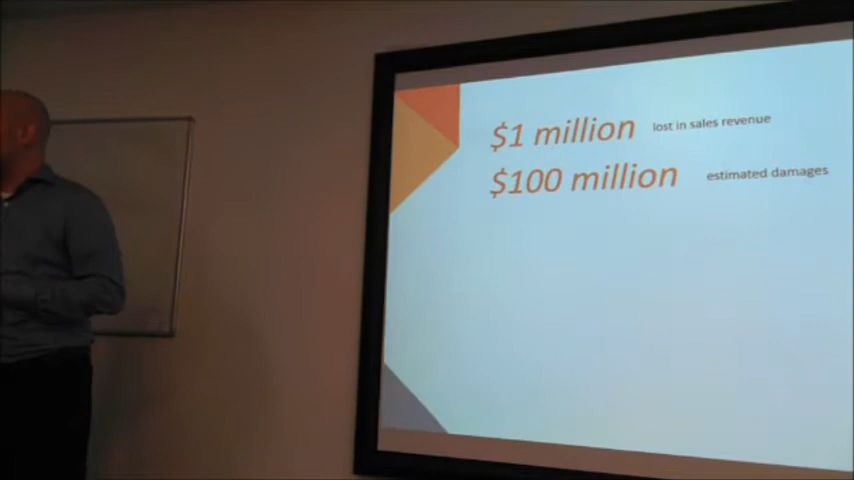 $1 million lost in sales revenue
$100 million estimated damages